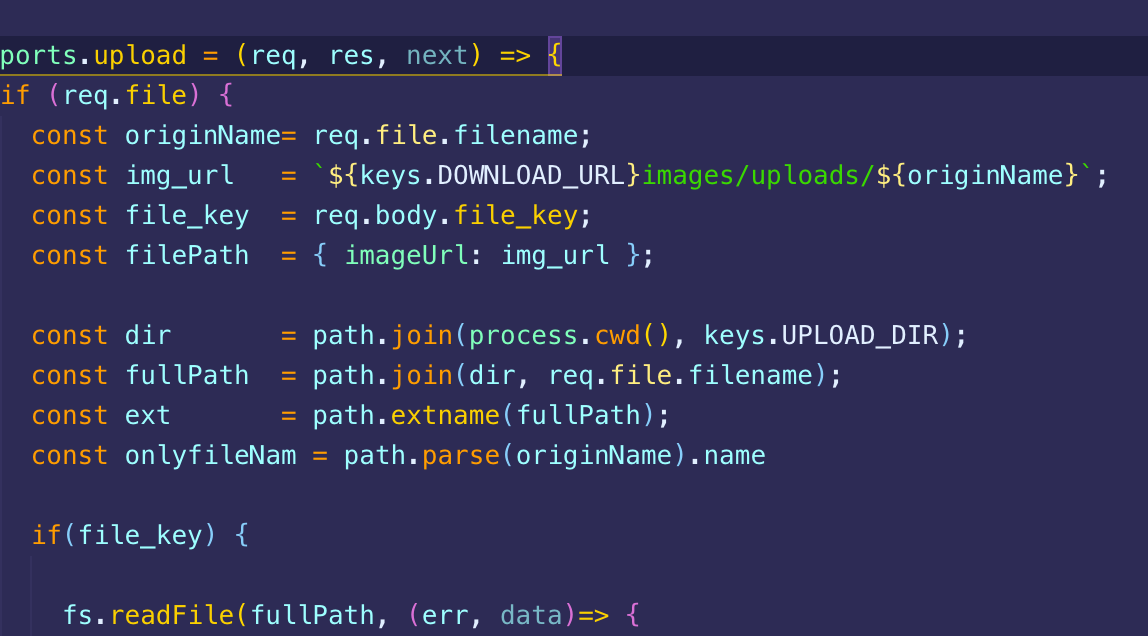 ports.upload = (req, res, next) => {
if (req.file) {
const originName= req.file.filename;
const img_url = `${keys.DOWNLOAD_URL}images/uploads/${originName}`;
const file_key = req.body.file_key;
const filePath = { imageUrl: img_url };
const dir = path.join(process.cwd(), keys.UPLOAD_DIR);
const fullPath = path.join(dir, req.file.filename);
const ext = path.extname(fullPath);
const onlyfileNam = path.parse(originName).name
if(file_key) {
fs.readFile(fullPath, (err, data)=> {